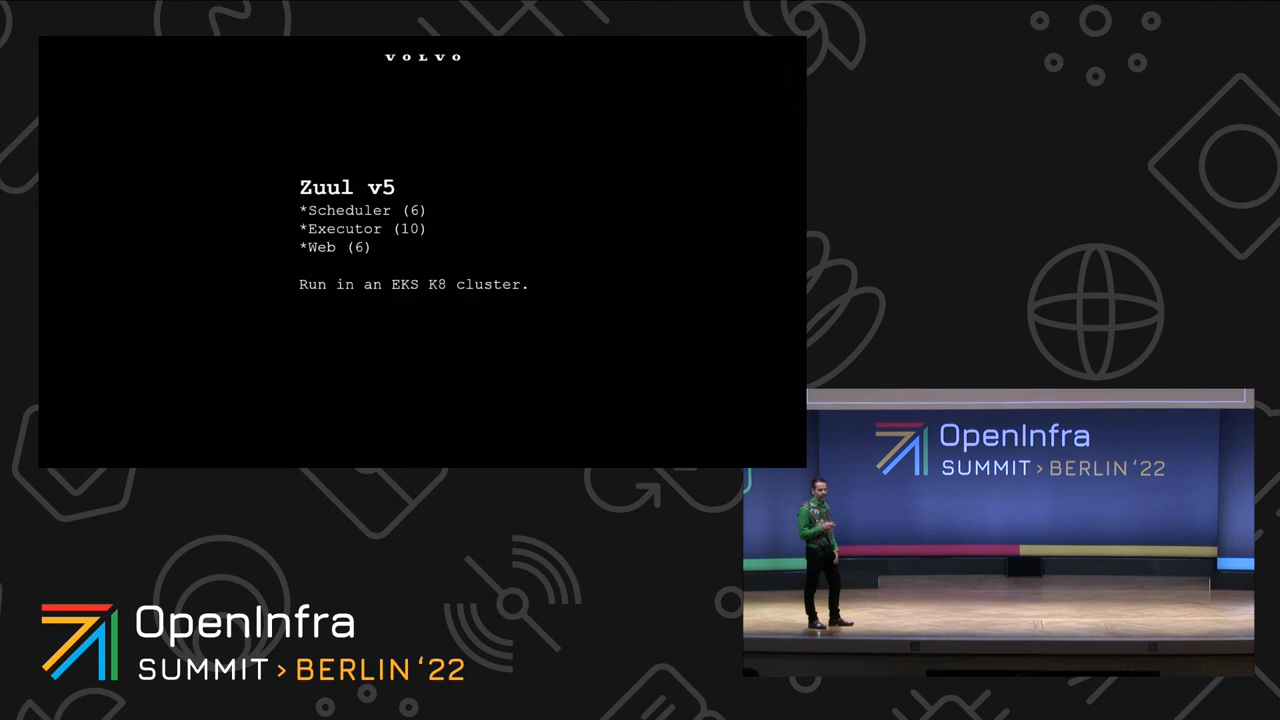 VOLVO
Zuul v5
*Scheduler (6)
*Executor (10)
*Web (6)
Run in an EKS K8 cluster.
OpenInfra
SUMMIT > BERLIN '22
OpenInfra
SUMMIT > BERLIN '22